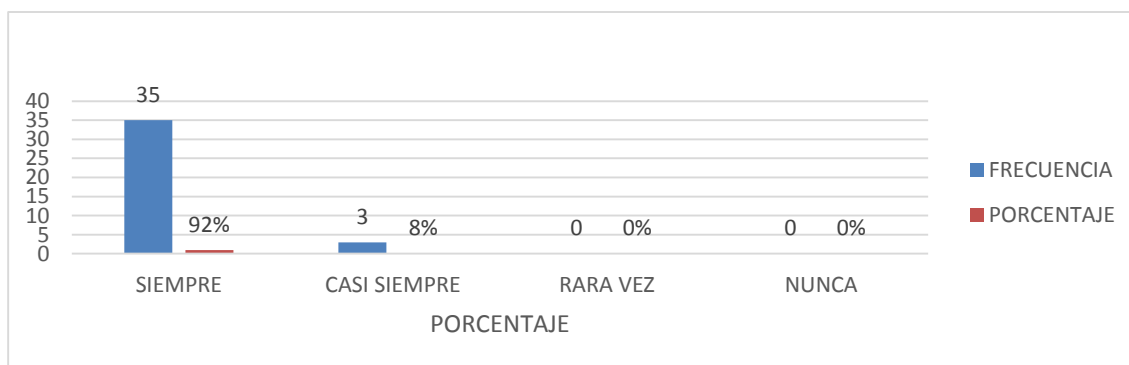 35
40
35
30
25
20
15
10
5
0
92%
3
8%
0
0%
0
0%
SIEMPRE
CASI SIEMPRE
RARA VEZ
NUNCA
PORCENTAJE
FRECUENCIA
PORCENTAJE